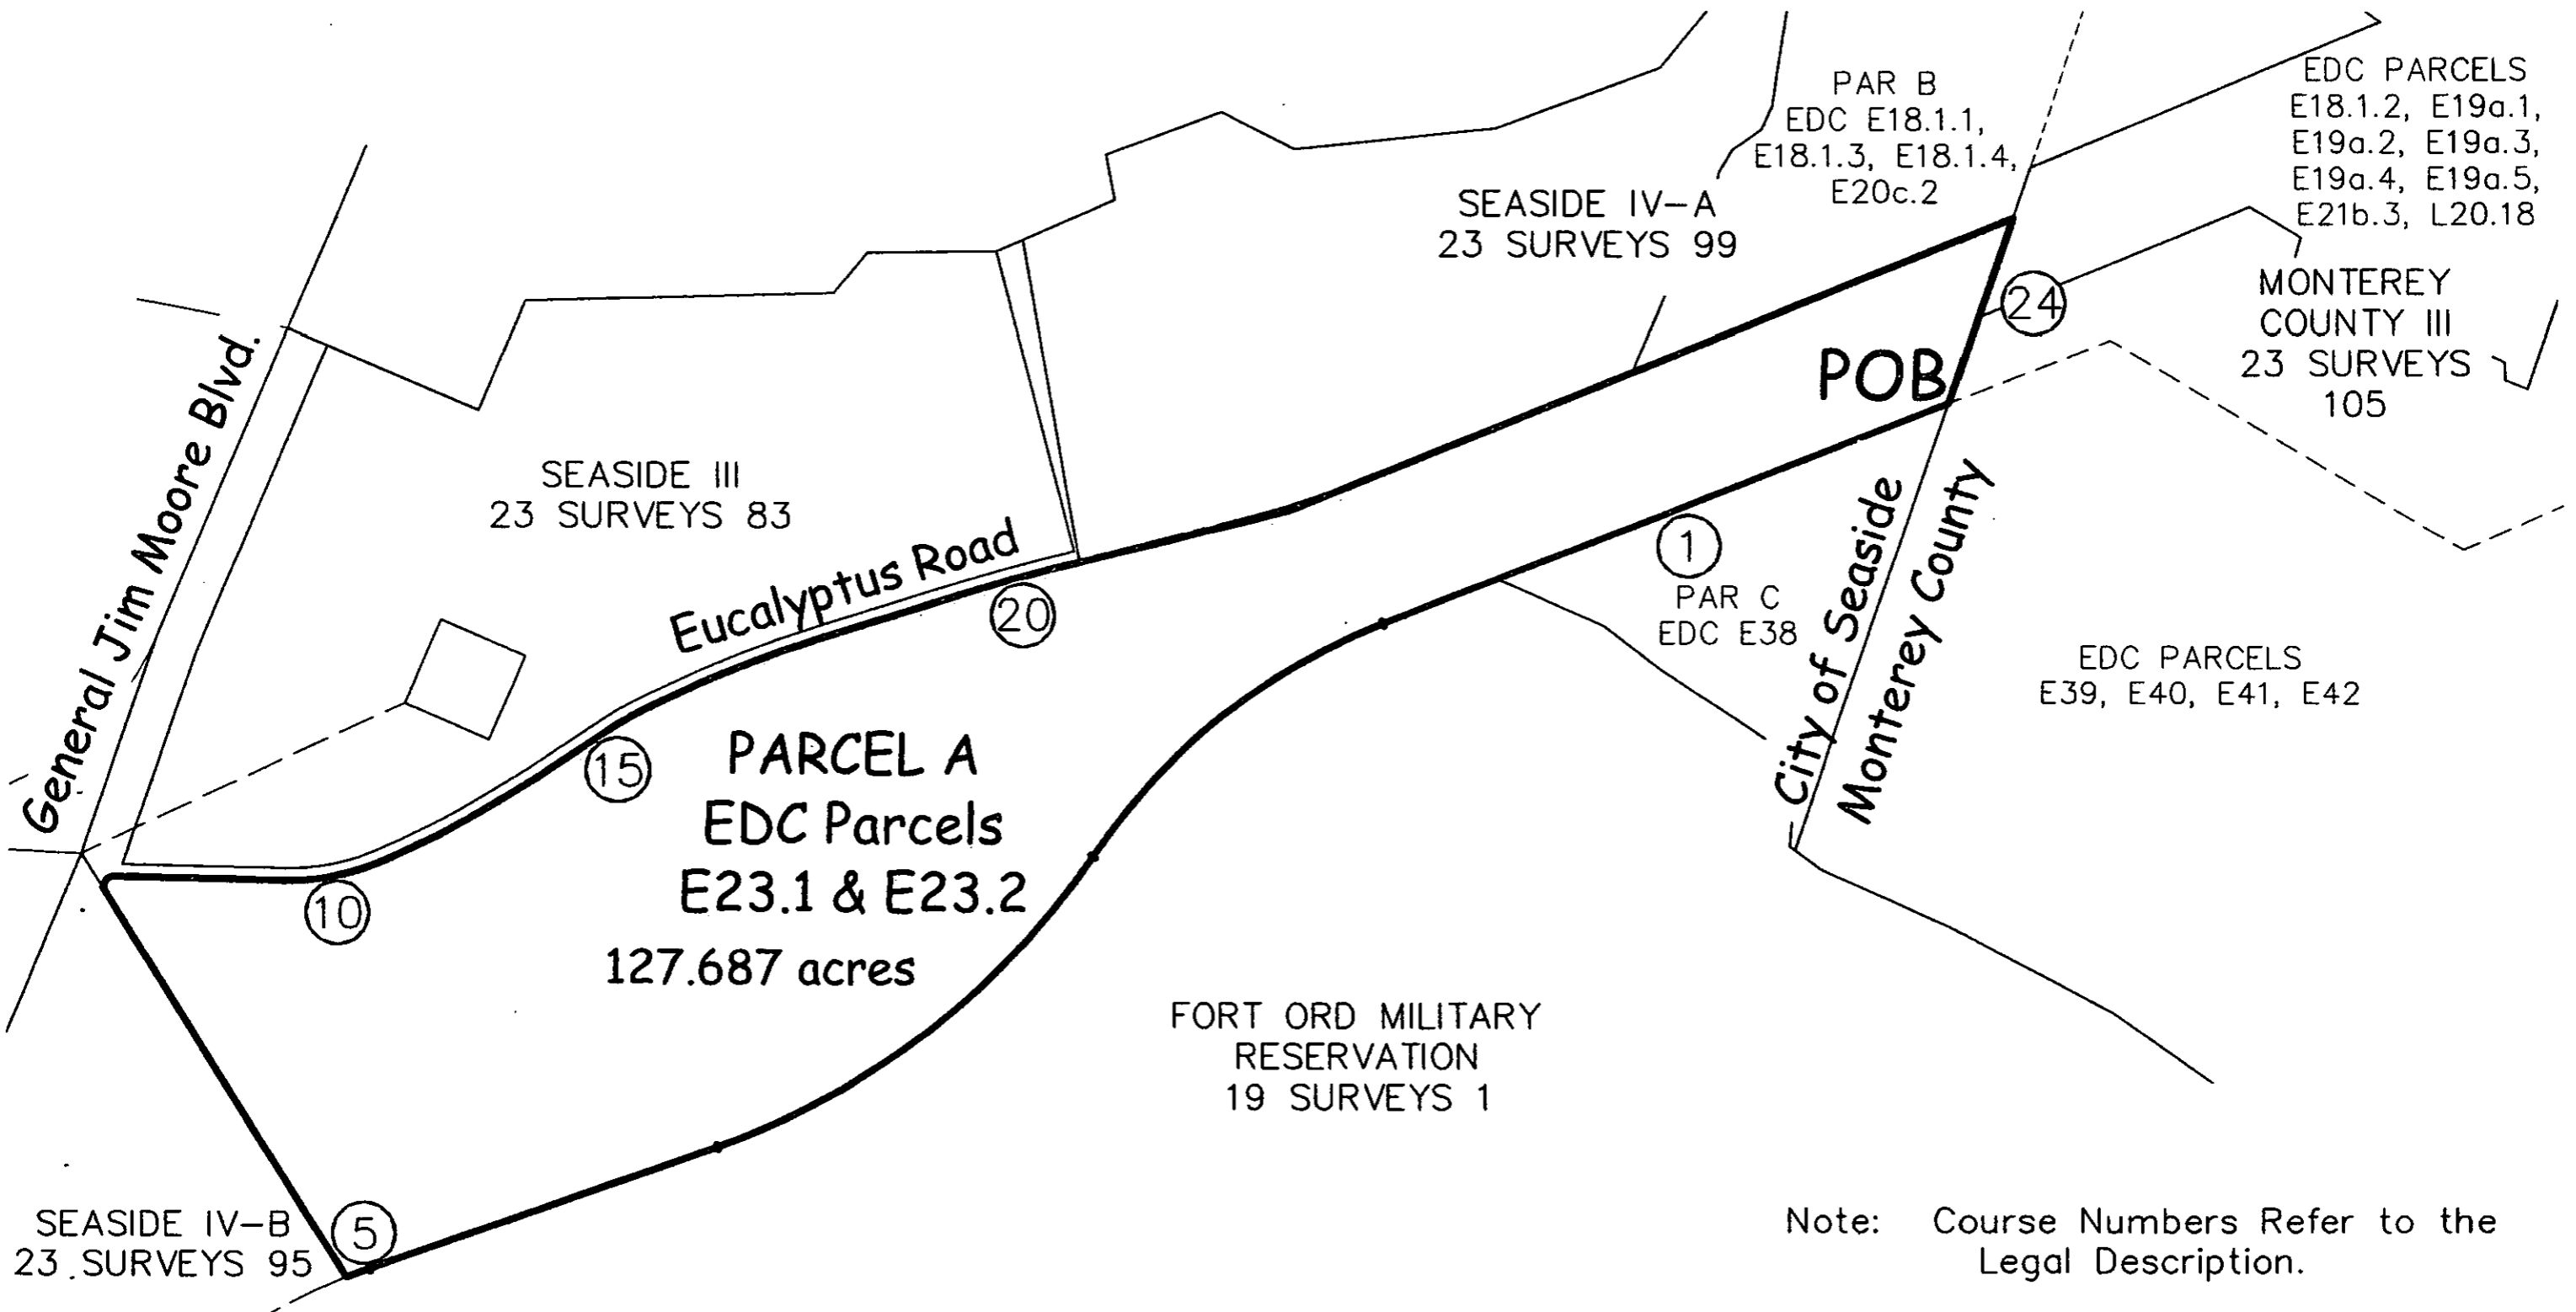 PAR B
EDC E18.1.1,
E18.1.3, E18.1.4,
E20c.2
EDC PARCELS
E18.1.2, E19a.1,
E19a.2, E19a.3,
E19a.4, E19a.5,
E21b.3, L20.18
SEASIDE IV-A
23 SURVEYS 99
24
MONTEREY
COUNTY III
23 SURVEYS
105
POB
General Jim Moore Blvd.
SEASIDE III
23 SURVEYS 83
Eucalyptus Road
20
1
PAR C
EDC E38
City of Seaside
Monterey County
EDC PARCELS
E39, E40, E41, E42
15
PARCEL A
EDC Parcels
E23.1 & E23.2
127.687 acres
10
FORT ORD MILITARY
RESERVATION
19 SURVEYS 1
5
SEASIDE IV-B
23 SURVEYS 95
Note: Course Numbers Refer to the
Legal Description.